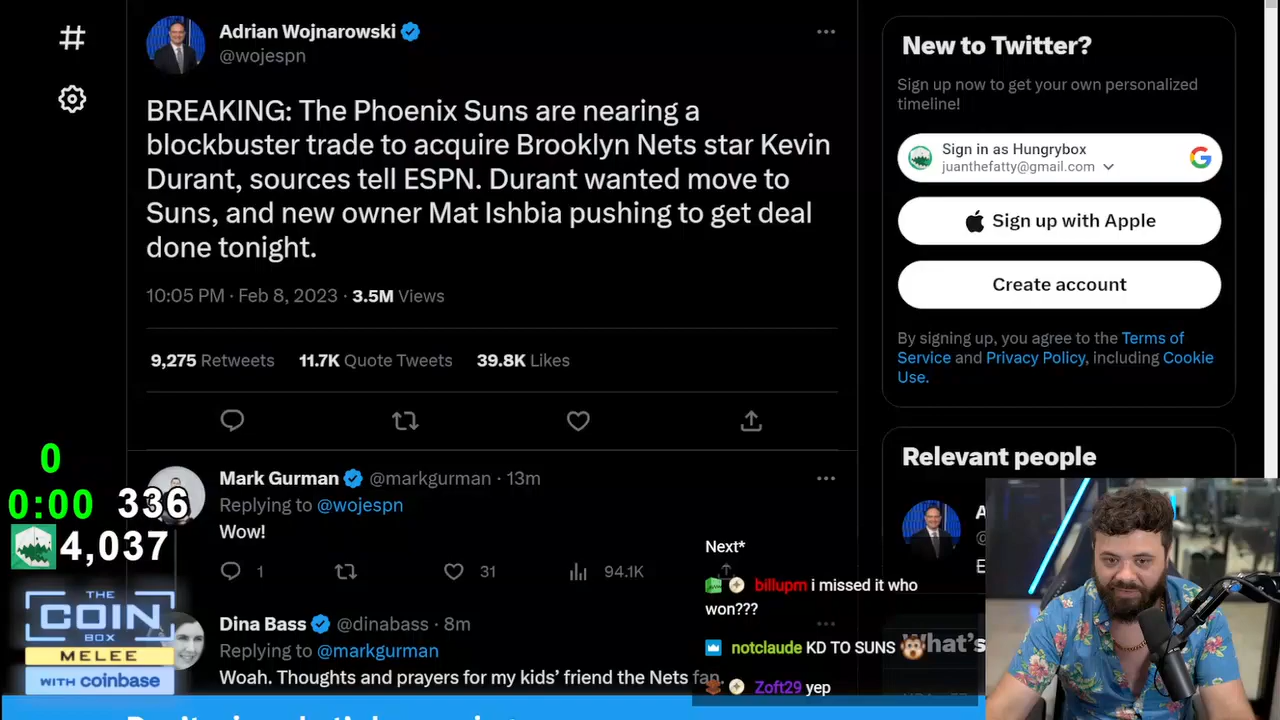 Adrian Wojnarowski
@wojespn
BREAKING: The Phoenix Suns are nearing a
blockbuster trade to acquire Brooklyn Nets star Kevin
Durant, sources tell ESPN. Durant wanted move to
Suns, and new owner Mat Ishbia pushing to get deal
done tonight.
10:05 PM · Feb 8, 2023 · 3.5M Views
9,275 Retweets 11.7K Quote Tweets 39.8K Likes
Mark Gurman @markgurman · 13m
Replying to @wojespn
Wow!
1 31 94.1K
Dina Bass @dinabass · 8m
Replying to @markgurman
Woah. Thoughts and prayers for my kids' friend the Nets fan.
New to Twitter?
Sign up now to get your own personalized
timeline!
Sign in as Hungrybox
juanthefatty@gmail.com
Sign up with Apple
Create account
By signing up, you agree to the Terms of
Service and Privacy Policy, including Cookie
Use.
Relevant people
What's
Next*
billupm i missed it who
won???
notclaude KD TO SUNS
Zoft29 yep
0
0:00 336
4,037
THE
COIN
BOX
MELEE
WITH coinbase